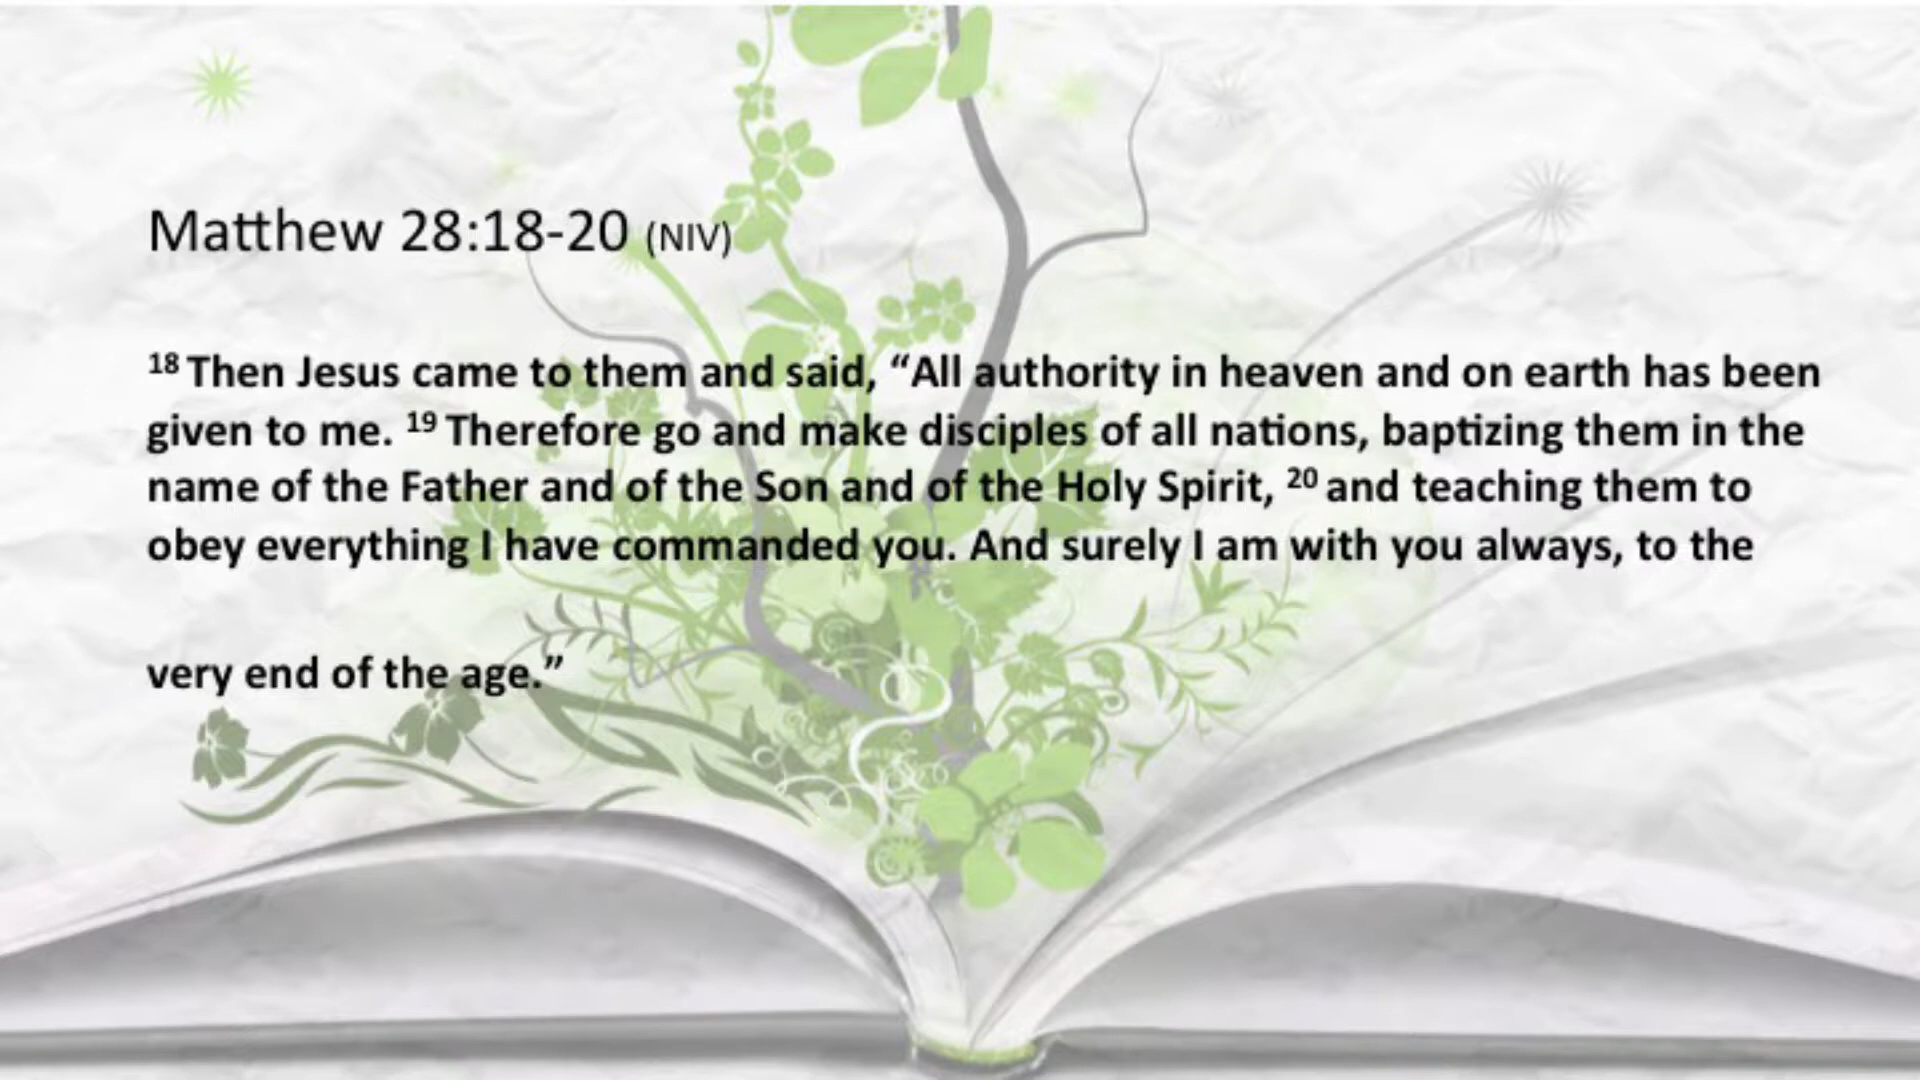 Matthew 28:18-20 (NIV)
18 Then Jesus came to them and said, “All authority in heaven and on earth has been
given to me. 19 Therefore go and make disciples of all nations, baptizing them in the
name of the Father and of the Son and of the Holy Spirit, 20 and teaching them to
obey everything I have commanded you. And surely I am with you always, to the
very end of the age.”